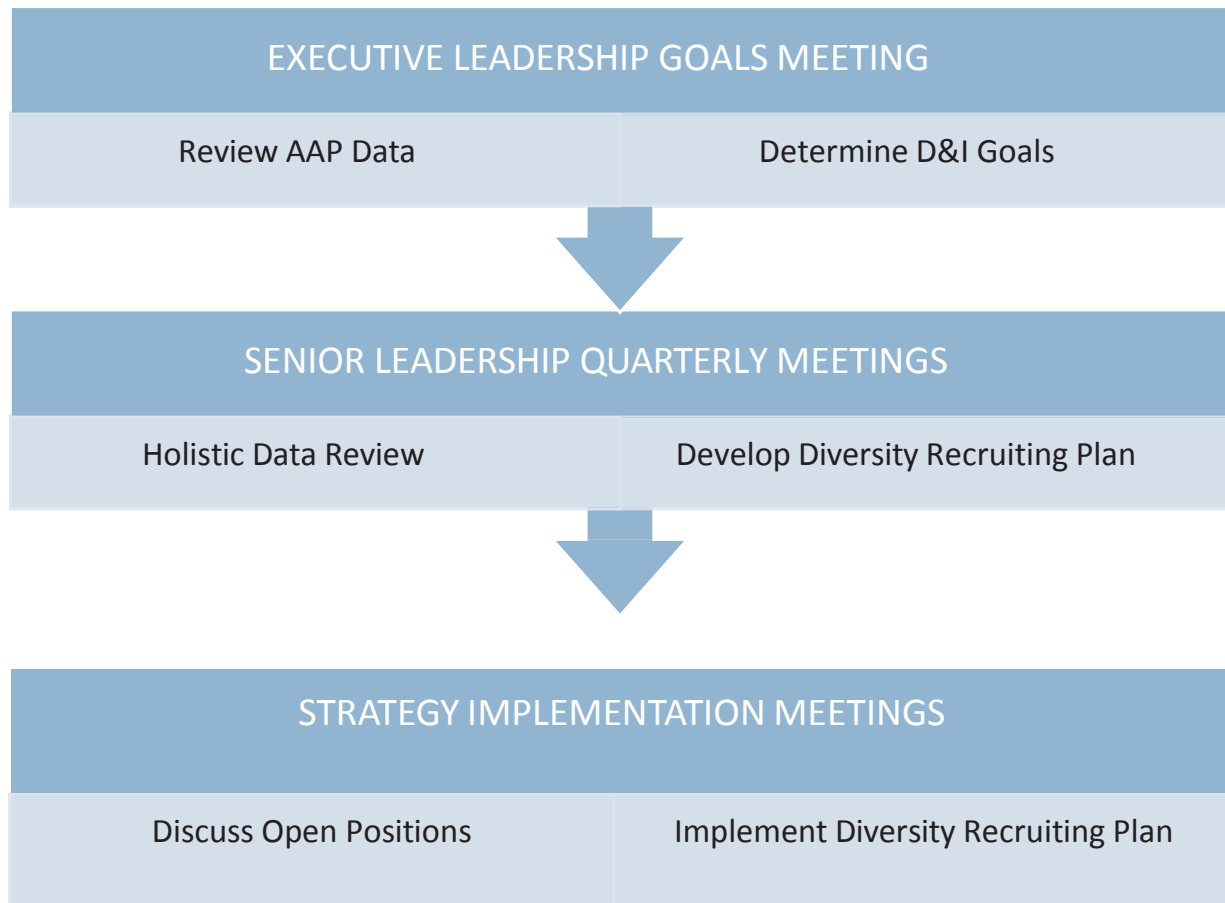 EXECUTIVE LEADERSHIP GOALS MEETING
Review AAP Data
Determine D&I Goals
SENIOR LEADERSHIP QUARTERLY MEETINGS
Holistic Data Review
Develop Diversity Recruiting Plan
STRATEGY IMPLEMENTATION MEETINGS
Discuss Open Positions
Implement Diversity Recruiting Plan